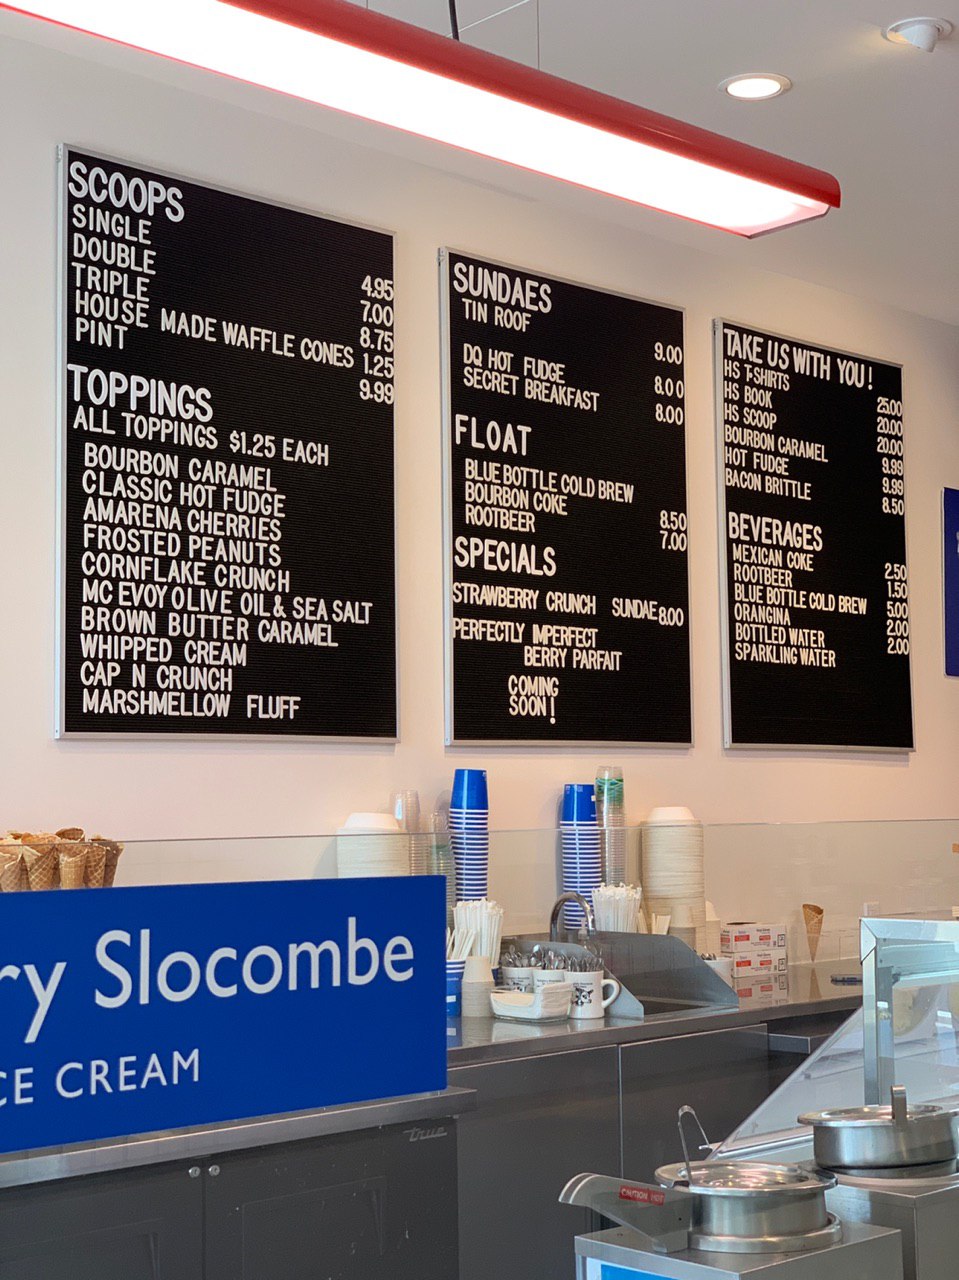 SCOOPS
SINGLE 4.95
DOUBLE 7.00
TRIPLE 8.75
HOUSE MADE WAFFLE CONES 1.25
PINT 9.99
TOPPINGS
ALL TOPPINGS $1.25 EACH
BOURBON CARAMEL
CLASSIC HOT FUDGE
AMARENA CHERRIES
FROSTED PEANUTS
CORNFLAKE CRUNCH
MC EVOY OLIVE OIL & SEA SALT
BROWN BUTTER CARAMEL
WHIPPED CREAM
CAP N CRUNCH
MARSHMELLOW FLUFF
SUNDAES
TIN ROOF 9.00
DQ HOT FUDGE 8.00
SECRET BREAKFAST 8.00
FLOAT
BLUE BOTTLE COLD BREW
BOURBON COKE 8.50
ROOTBEER 7.00
SPECIALS
STRAWBERRY CRUNCH SUNDAE 8.00
PERFECTLY IMPERFECT
BERRY PARFAIT
COMING
SOON!
TAKE US WITH YOU!
HS T-SHIRTS 25.00
HS BOOK 20.00
HS SCOOP 20.00
BOURBON CARAMEL 9.99
HOT FUDGE 9.99
BACON BRITTLE 8.50
BEVERAGES
MEXICAN COKE 2.50
ROOTBEER 1.50
BLUE BOTTLE COLD BREW 5.00
ORANGINA 2.00
BOTTLED WATER 2.00
SPARKLING WATER
ry Slocombe
CE CREAM
true
CAUTION HOT